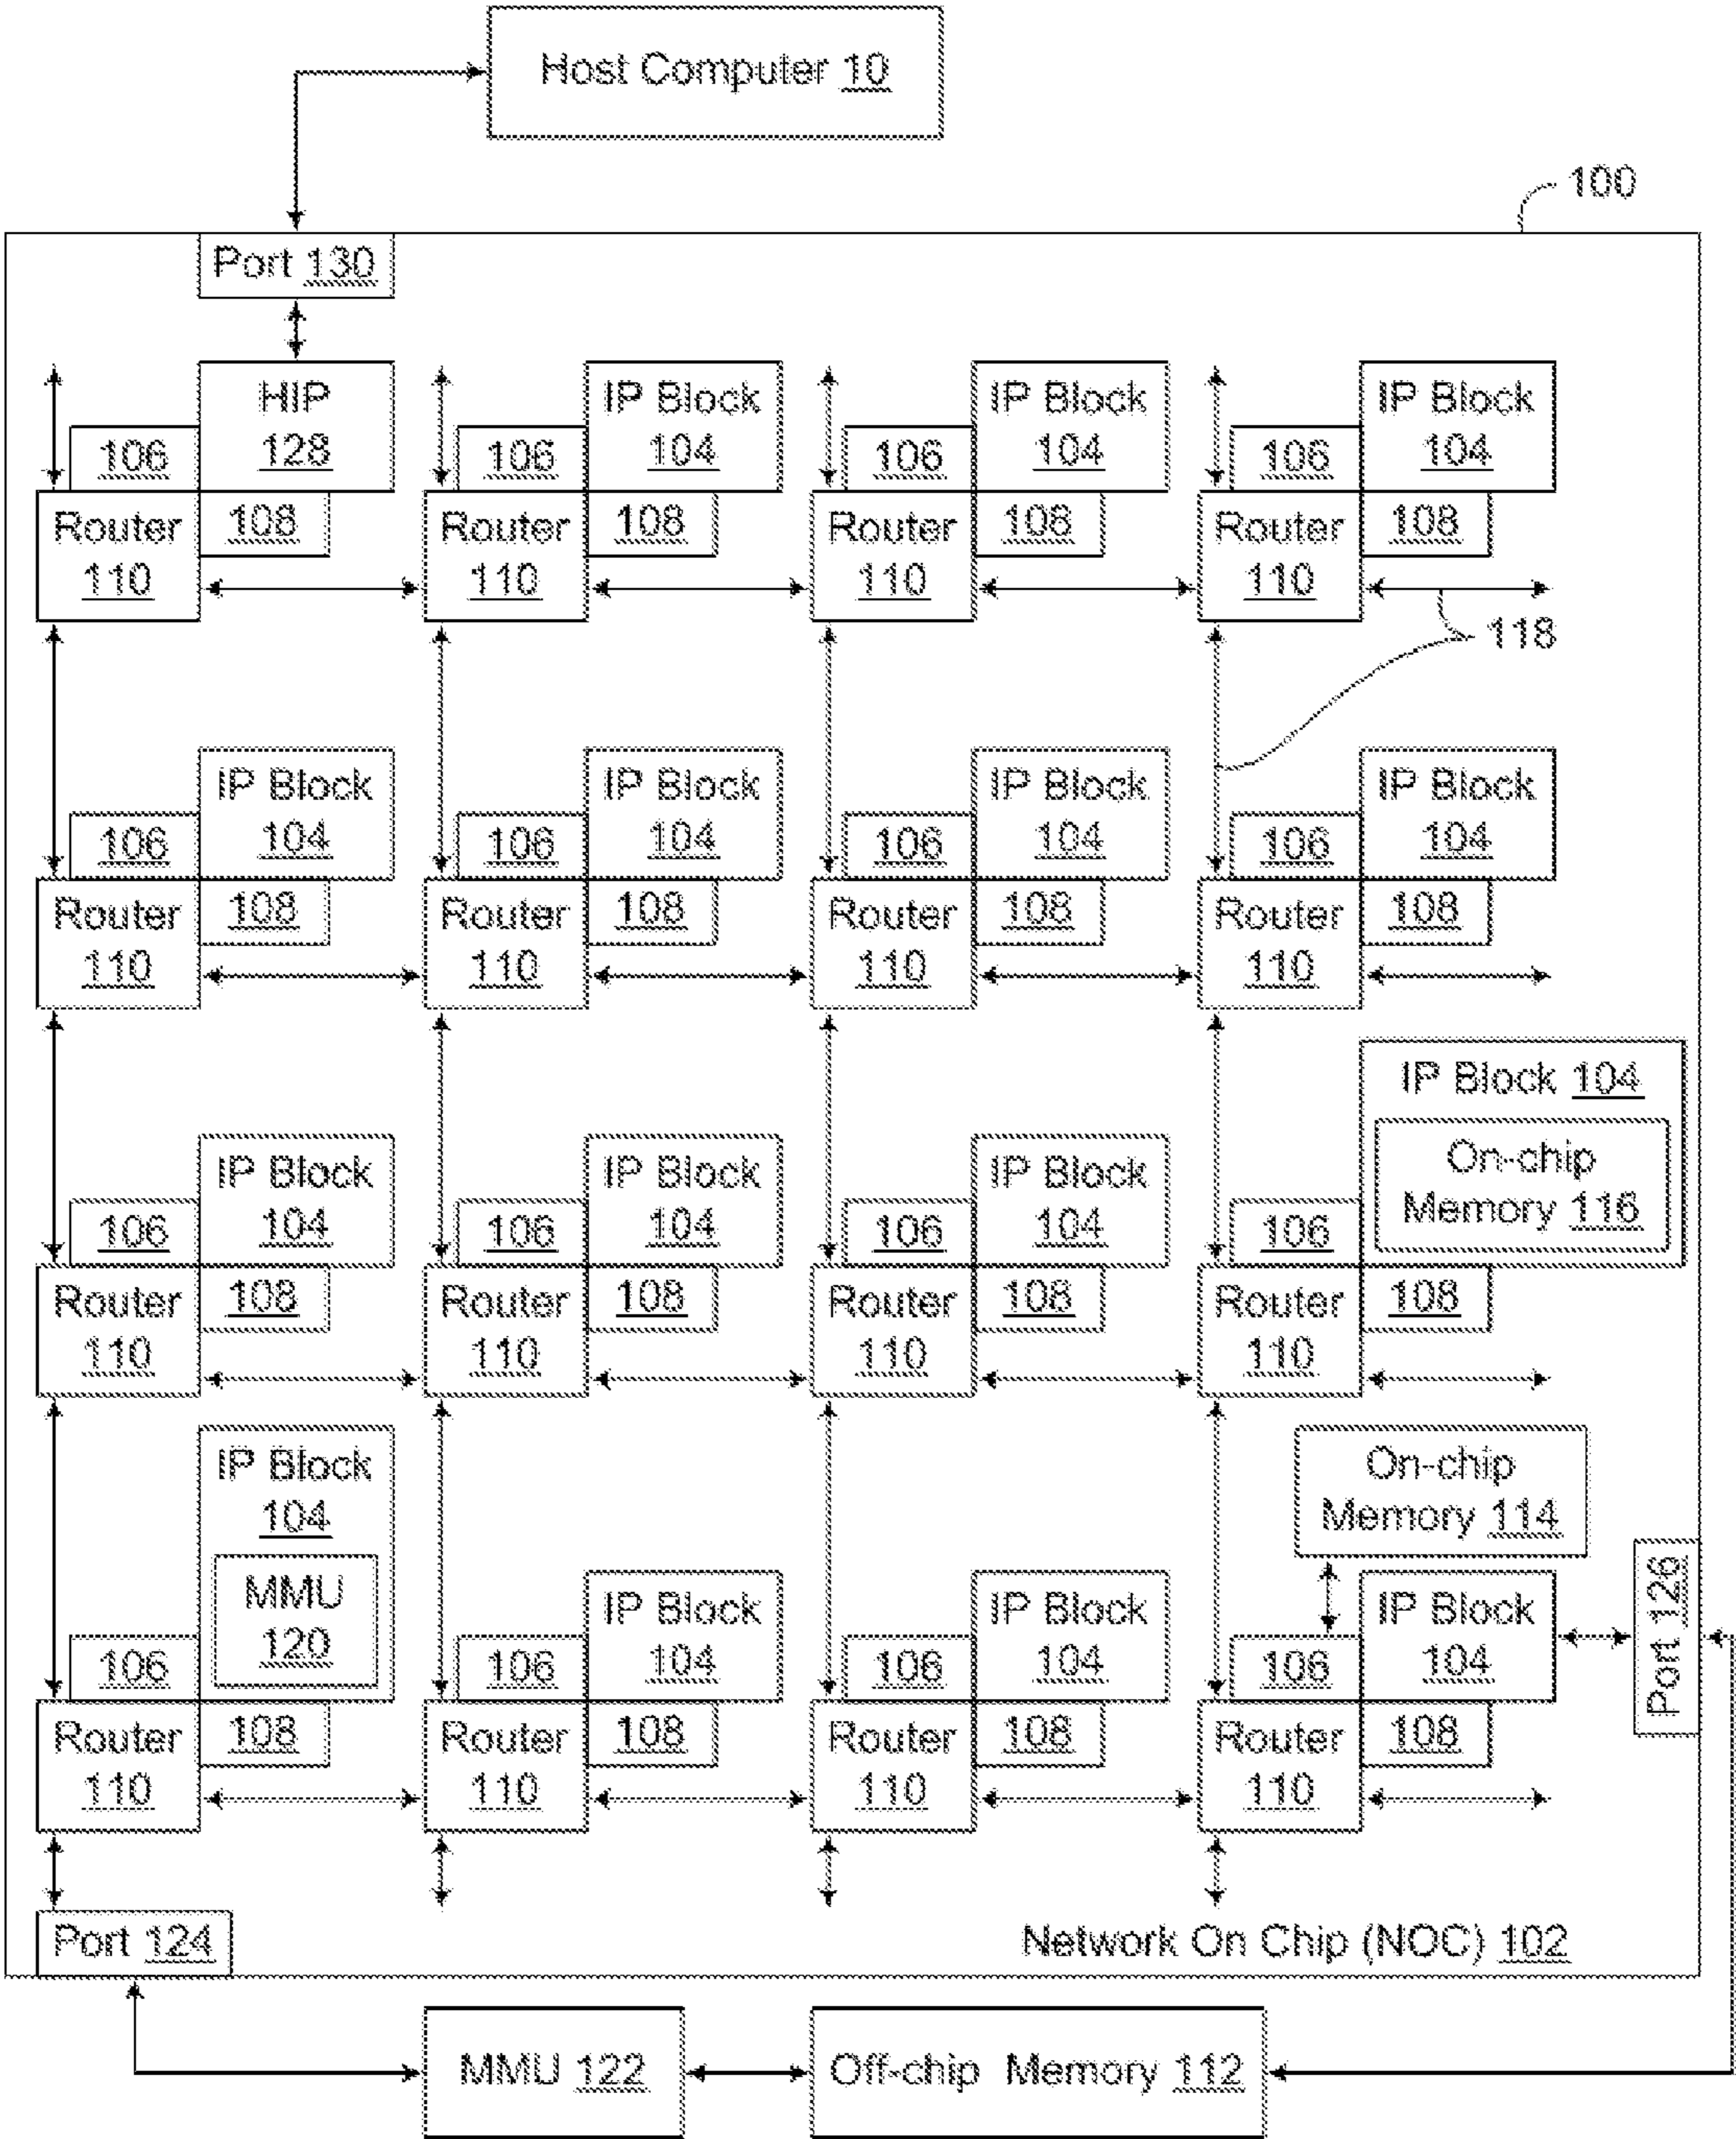 Host Computer 10
100
Port 130
HIP
128
106
108
Router
110
IP Block
104
106
108
Router
110
IP Block
104
106
108
Router
110
IP Block
104
106
108
Router
110
118
IP Block
104
106
108
Router
110
IP Block
104
106
108
Router
110
IP Block
104
106
108
Router
110
IP Block
104
106
108
Router
110
IP Block
104
106
108
Router
110
IP Block
104
106
108
Router
110
IP Block
104
106
108
Router
110
IP Block 104
On-chip
Memory 116
106
108
Router
110
IP Block
104
MMU
120
106
108
Router
110
IP Block
104
106
108
Router
110
IP Block
104
106
108
Router
110
On-chip
Memory 114
IP Block
104
106
108
Router
110
Port 126
Port 124
Network On Chip (NOC) 102
MMU 122
Off-chip Memory 112